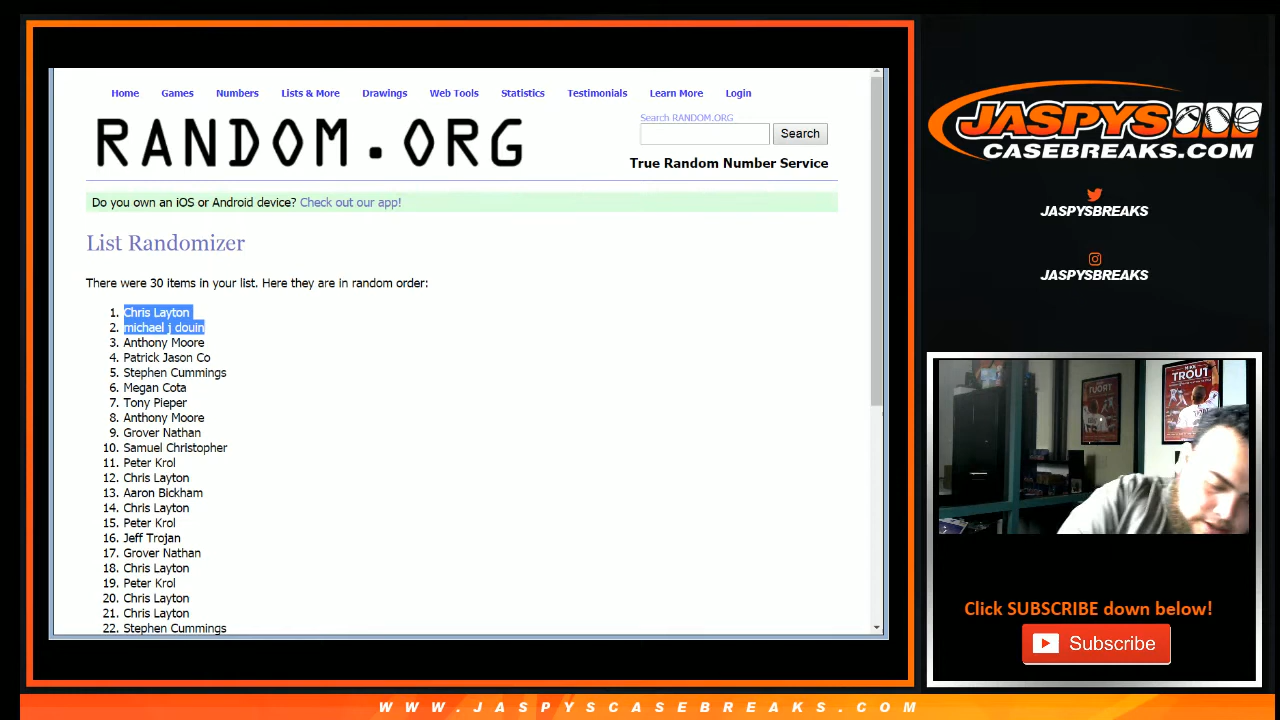 Home Games Numbers Lists & More Drawings Web Tools Statistics Testimonials Learn More Login
RANDOM.ORG
Search RANDOM.ORG
Search
True Random Number Service
Do you own an iOS or Android device? Check out our app!
List Randomizer
There were 30 items in your list. Here they are in random order:
1. Chris Layton
2. michael j douin
3. Anthony Moore
4. Patrick Jason Co
5. Stephen Cummings
6. Megan Cota
7. Tony Pieper
8. Anthony Moore
9. Grover Nathan
10. Samuel Christopher
11. Peter Krol
12. Chris Layton
13. Aaron Bickham
14. Chris Layton
15. Peter Krol
16. Jeff Trojan
17. Grover Nathan
18. Chris Layton
19. Peter Krol
20. Chris Layton
21. Chris Layton
22. Stephen Cummings
JASPYS
CASEBREAKS.COM
JASPYSBREAKS
JASPYSBREAKS
TROUT
Click SUBSCRIBE down below!
Subscribe
WWW.JASPYSCASEBREAKS.COM